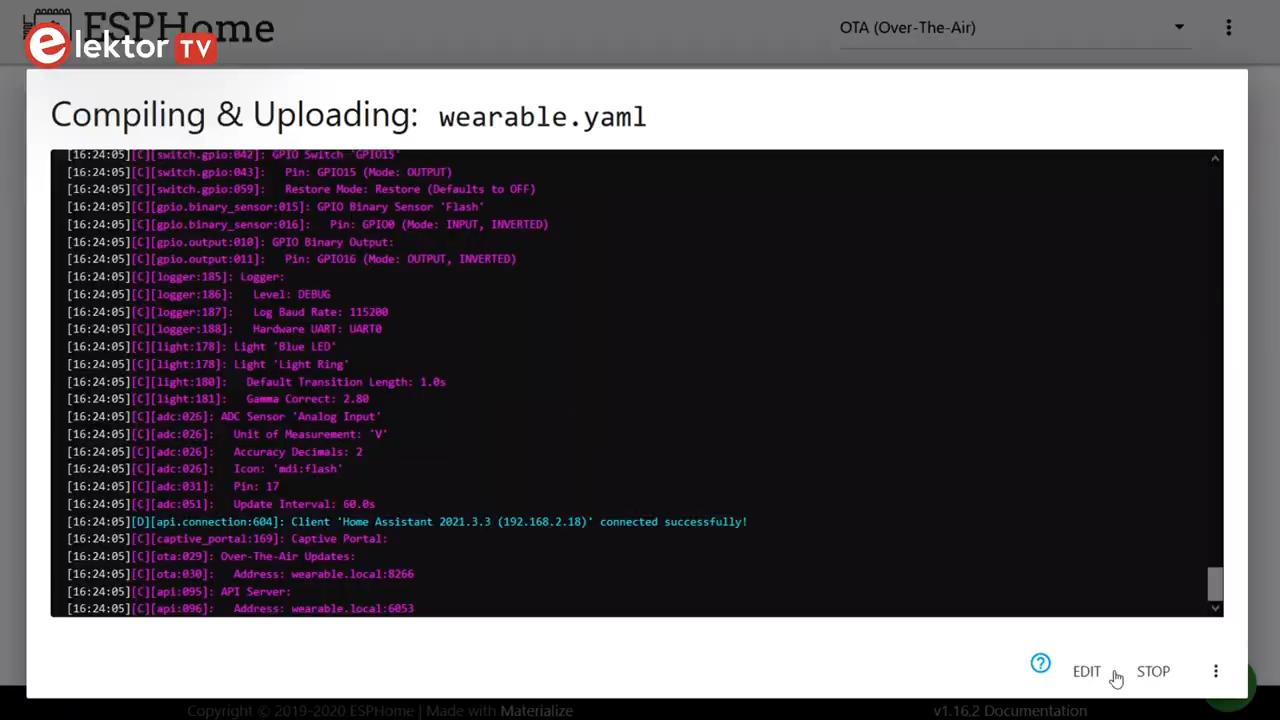 ESPHome
elektor TV
OTA (Over-The-Air)
Compiling & Uploading: wearable.yaml
[16:24:05][C][switch.gpio:042]: GPIO Switch 'GPIO15'
[16:24:05][C][switch.gpio:043]:   Pin: GPIO15 (Mode: OUTPUT)
[16:24:05][C][switch.gpio:059]:   Restore Mode: Restore (Defaults to OFF)
[16:24:05][C][gpio.binary_sensor:015]: GPIO Binary Sensor 'Flash'
[16:24:05][C][gpio.binary_sensor:016]:   Pin: GPIO0 (Mode: INPUT, INVERTED)
[16:24:05][C][gpio.output:010]: GPIO Binary Output:
[16:24:05][C][gpio.output:011]:   Pin: GPIO16 (Mode: OUTPUT, INVERTED)
[16:24:05][C][logger:185]: Logger:
[16:24:05][C][logger:186]:   Level: DEBUG
[16:24:05][C][logger:187]:   Log Baud Rate: 115200
[16:24:05][C][logger:188]:   Hardware UART: UART0
[16:24:05][C][light:178]: Light 'Blue LED'
[16:24:05][C][light:178]: Light 'Light Ring'
[16:24:05][C][light:180]:   Default Transition Length: 1.0s
[16:24:05][C][light:181]:   Gamma Correct: 2.80
[16:24:05][C][adc:026]: ADC Sensor 'Analog Input'
[16:24:05][C][adc:026]:   Unit of Measurement: 'V'
[16:24:05][C][adc:026]:   Accuracy Decimals: 2
[16:24:05][C][adc:026]:   Icon: 'mdi:flash'
[16:24:05][C][adc:031]:   Pin: 17
[16:24:05][C][adc:051]:   Update Interval: 60.0s
[16:24:05][D][api.connection:604]: Client 'Home Assistant 2021.3.3 (192.168.2.18)' connected successfully!
[16:24:05][C][captive_portal:169]: Captive Portal:
[16:24:05][C][ota:029]: Over-The-Air Updates:
[16:24:05][C][ota:030]:   Address: wearable.local:8266
[16:24:05][C][api:095]: API Server:
[16:24:05][C][api:096]:   Address: wearable.local:6053
? EDIT STOP
Copyright © 2019-2020 ESPHome | Made with Materialize
v1.16.2 Documentation